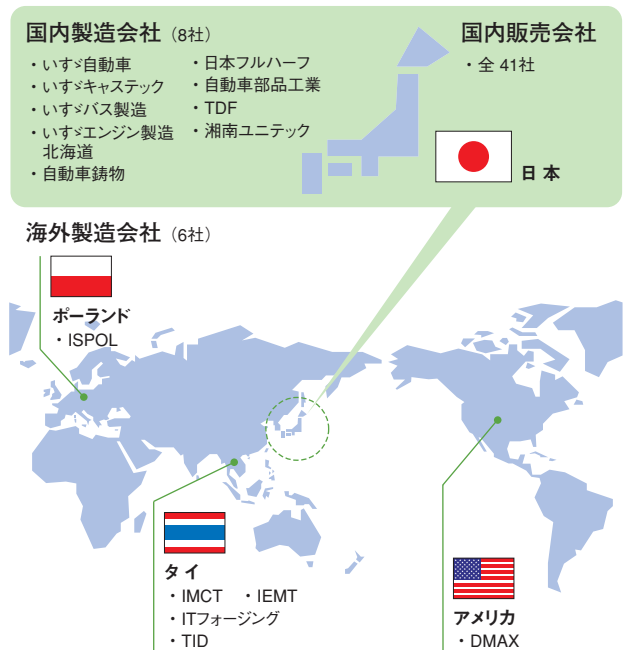 国内製造会社（8社）
・いすゞ自動車
・いすゞキャステック
・いすゞバス製造
・いすゞエンジン製造
北海道
・自動車鋳物
・日本フルハーフ
・自動車部品工業
・TDF
・湘南ユニテック
国内販売会社
・全 41社
日 本
海外製造会社（6社）
ポーランド
・ISPOL
タ イ
・IMCT ・IEMT
・ITフォージング
・TID
アメリカ
・DMAX